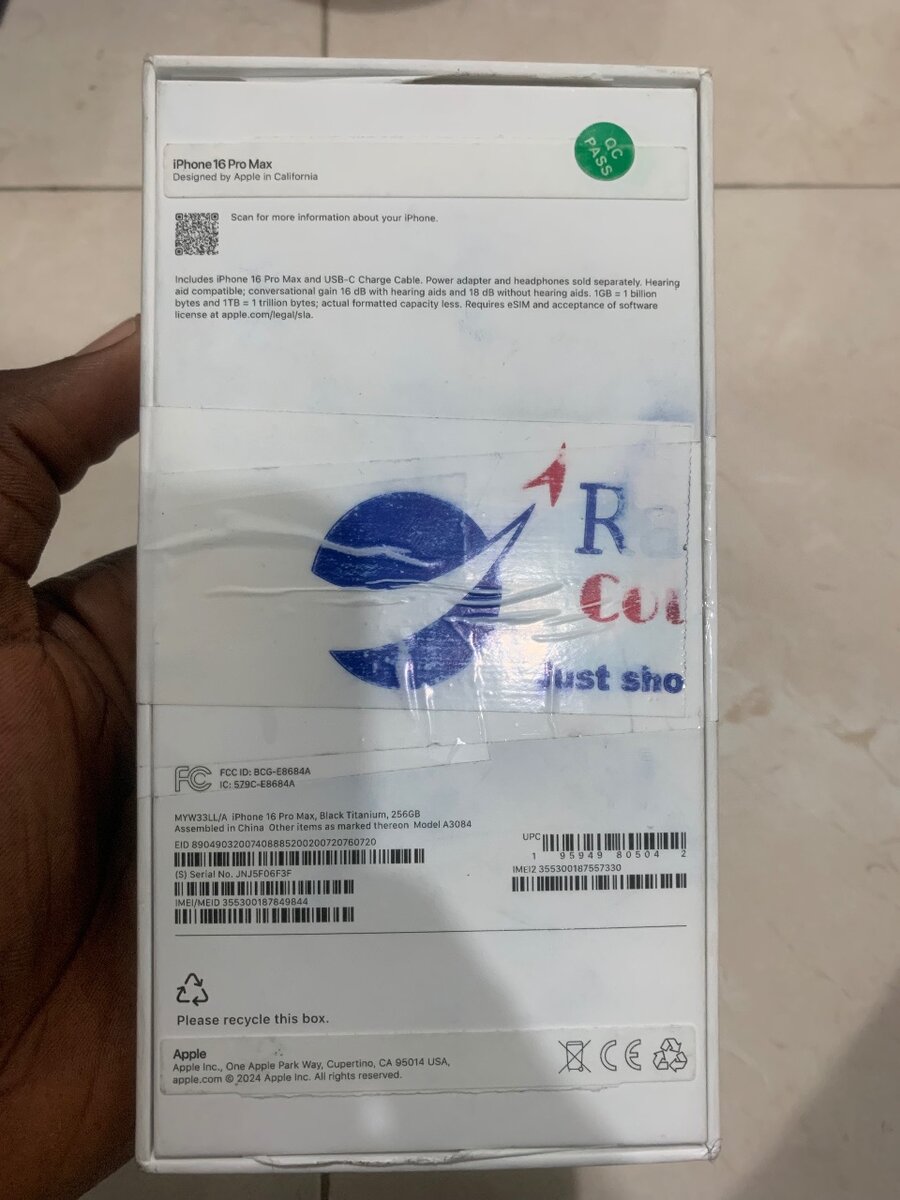 QC
PASS
iPhone 16 Pro Max
Designed by Apple in California
Scan for more information about your iPhone.
Includes iPhone 16 Pro Max and USB-C Charge Cable. Power adapter and headphones sold separately. Hearing
aid compatible; conversational gain 16 dB with hearing aids and 18 dB without hearing aids. 1GB = 1 billion
bytes and 1TB = 1 trillion bytes; actual formatted capacity less. Requires eSIM and acceptance of software
license at apple.com/legal/sla.
Just sho
FC FCC ID: BCG-E8684A
IC: 579C-E8684A
MYW33LL/A iPhone 16 Pro Max, Black Titanium, 256GB
Assembled in China Other items as marked thereon Model A3084
EID 89049032007408885200200720760720
(S) Serial No. JNJ5F06F3F
IMEI/MEID 355300187849844
UPC
1 95949 80504 2
IMEI2 355300187557330
Please recycle this box.
Apple
Apple Inc., One Apple Park Way, Cupertino, CA 95014 USA,
apple.com © 2024 Apple Inc. All rights reserved.
CE